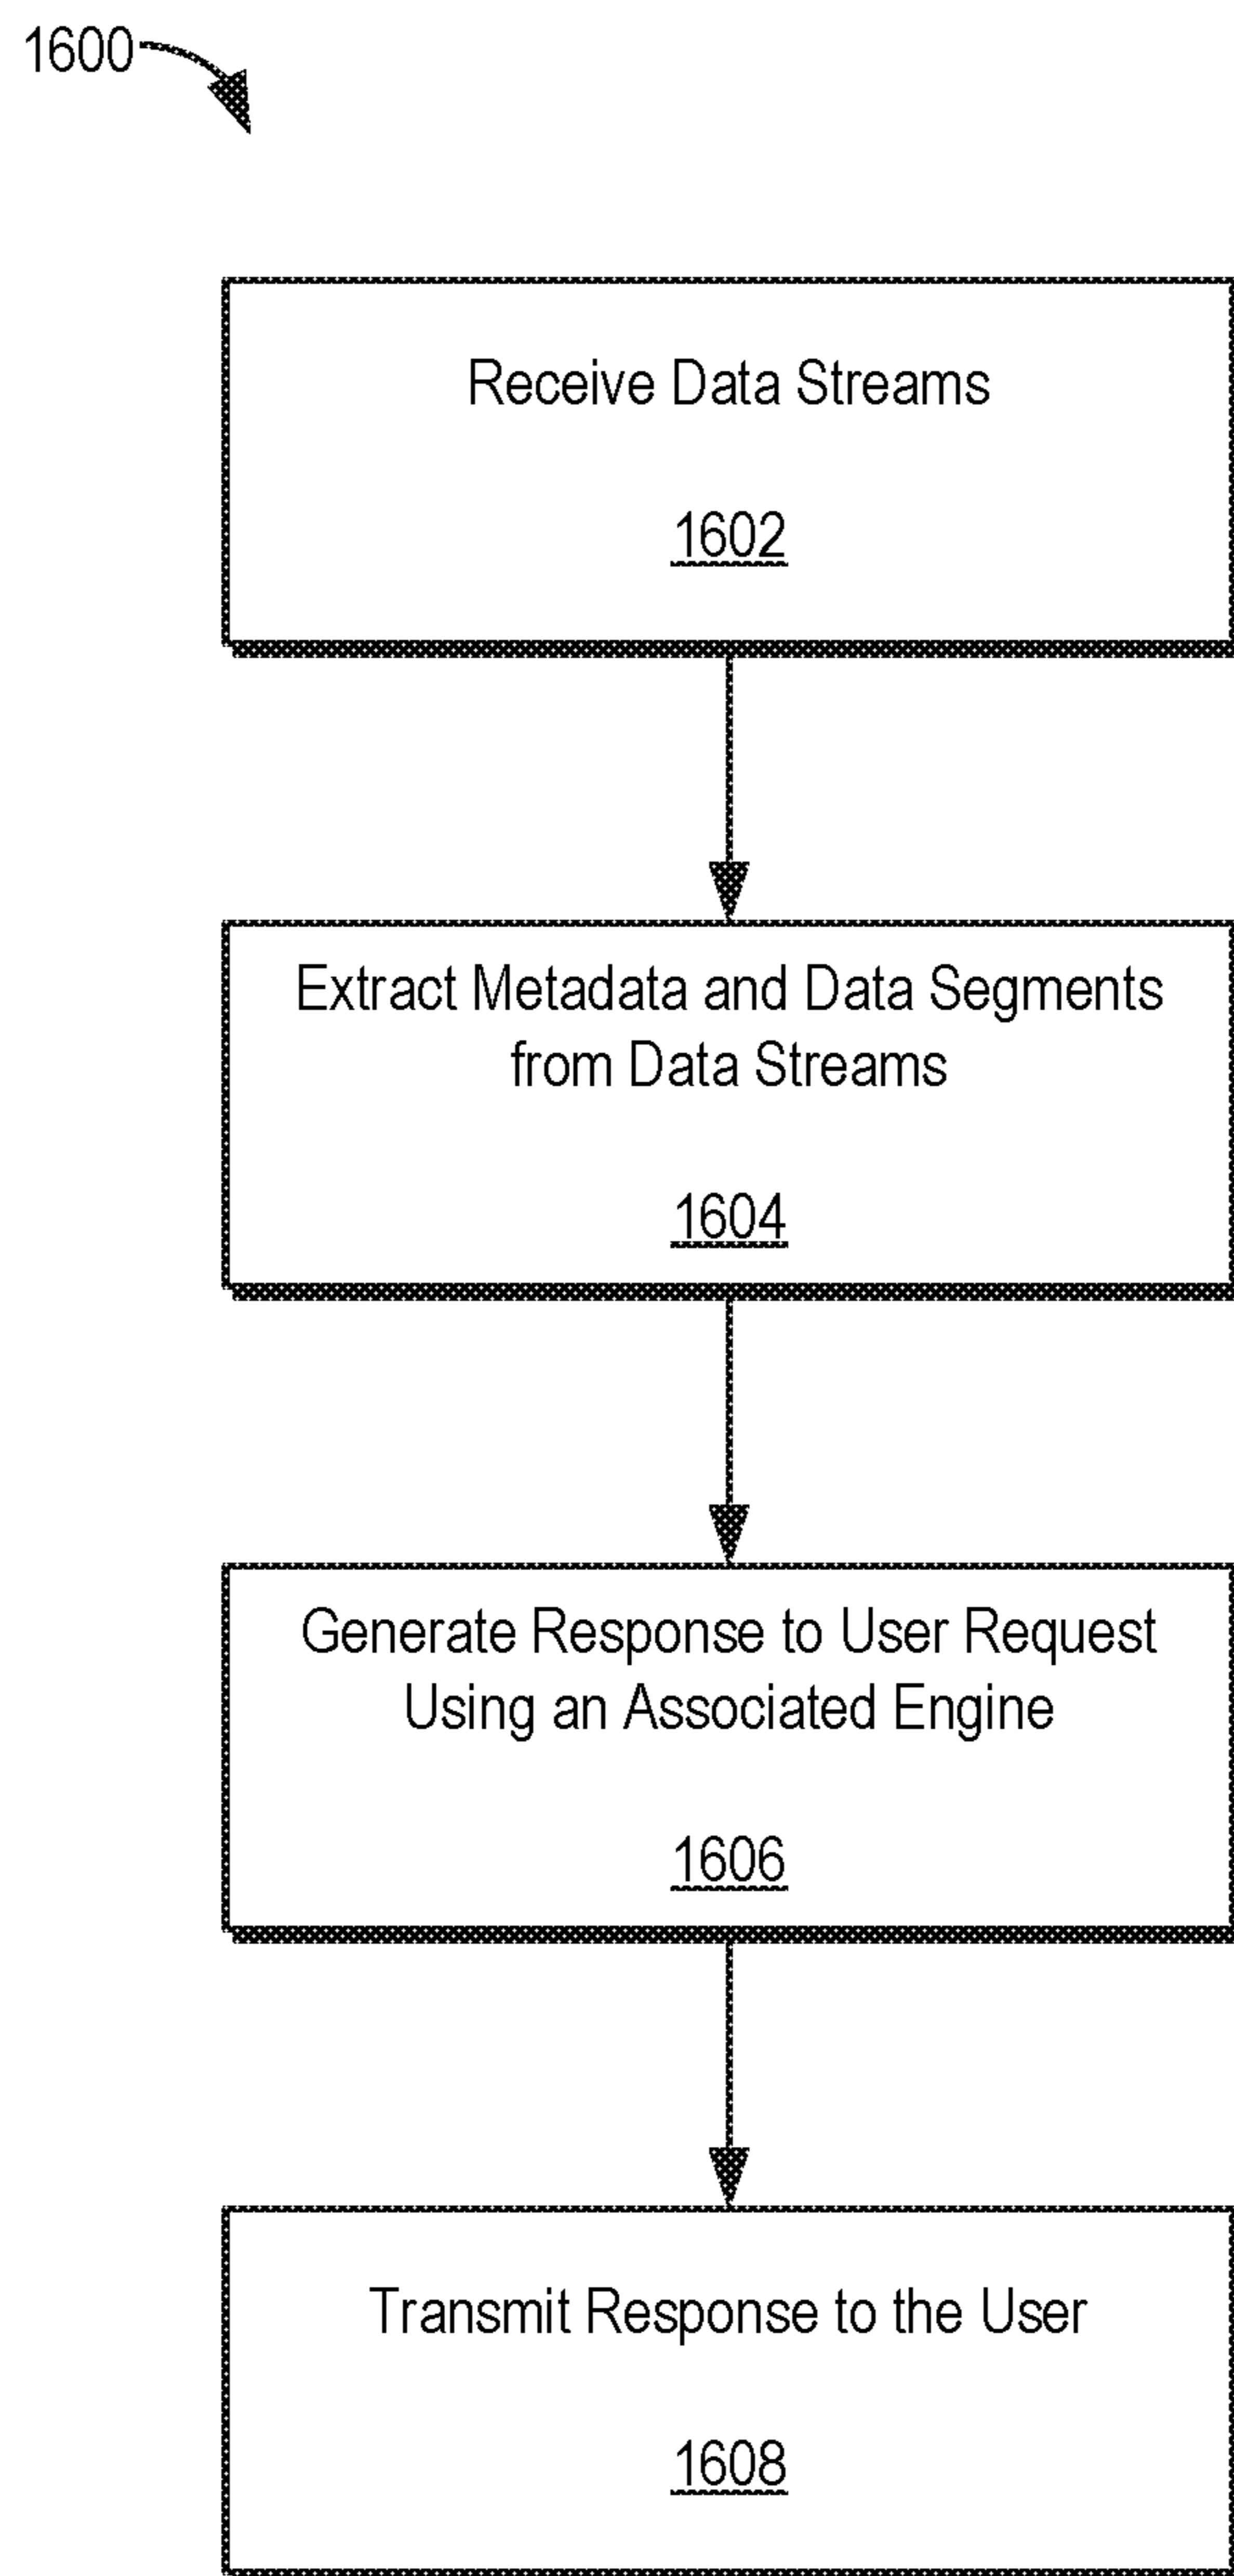 1600
Receive Data Streams
1602
Extract Metadata and Data Segments
from Data Streams
1604
Generate Response to User Request
Using an Associated Engine
1606
Transmit Response to the User
1608